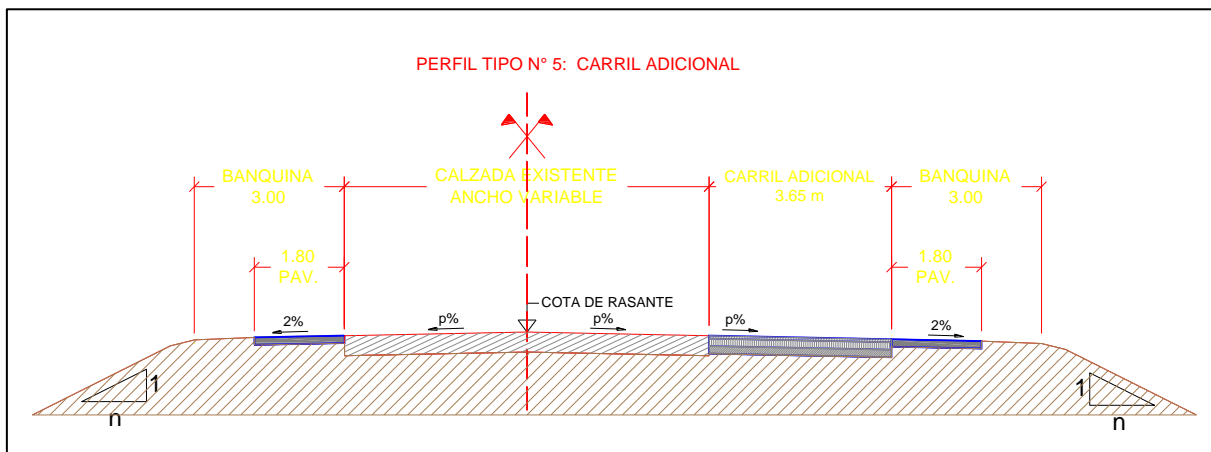 PERFIL TIPO N° 5: CARRIL ADICIONAL
BANQUINA
3.00
CALZADA EXISTENTE
ANCHO VARIABLE
CARRIL ADICIONAL
3.65 m
BANQUINA
3.00
1.80
PAV.
1.80
PAV.
COTA DE RASANTE
2%
p%
p%
p%
2%
1
n
1
n